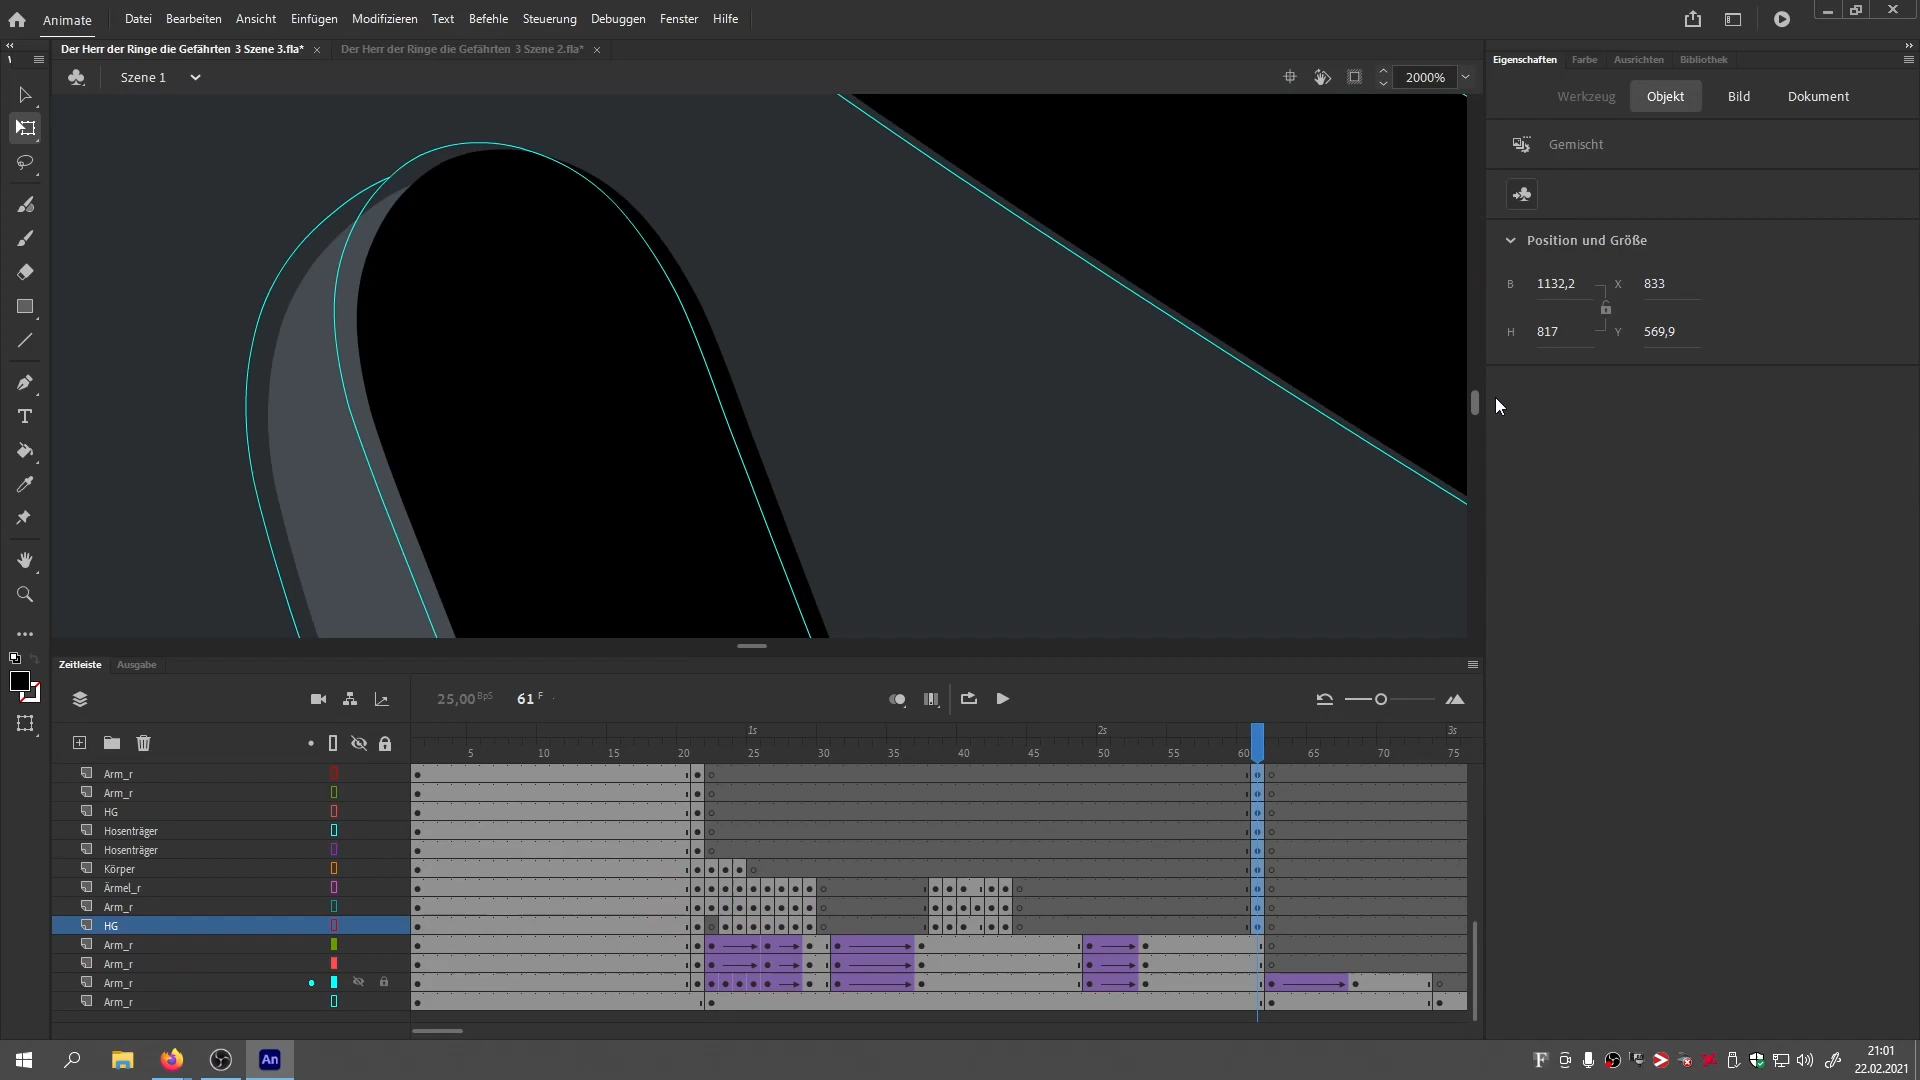 Animate
Datei Bearbeiten Ansicht Einfügen Modifizieren Text Befehle Steuerung Debuggen Fenster Hilfe
Der Herr der Ringe die Gefährten 3 Szene 3.fla*
Der Herr der Ringe die Gefährten 3 Szene 2.fla*
Szene 1
2000%
Eigenschaften Farbe Ausrichten Bibliothek
Werkzeug Objekt Bild Dokument
Gemischt
Position und Größe
B 1132,2 X 833
H 817 Y 569,9
Zeitleiste Ausgabe
25,00 BpS 61 F
1s 2s 3s
5 10 15 20 25 30 35 40 45 50 55 60 65 70 75
Arm_r
Arm_r
HG
Hosenträger
Hosenträger
Körper
Ärmel_r
Arm_r
HG
Arm_r
Arm_r
Arm_r
Arm_r
An
21:01
22.02.2021